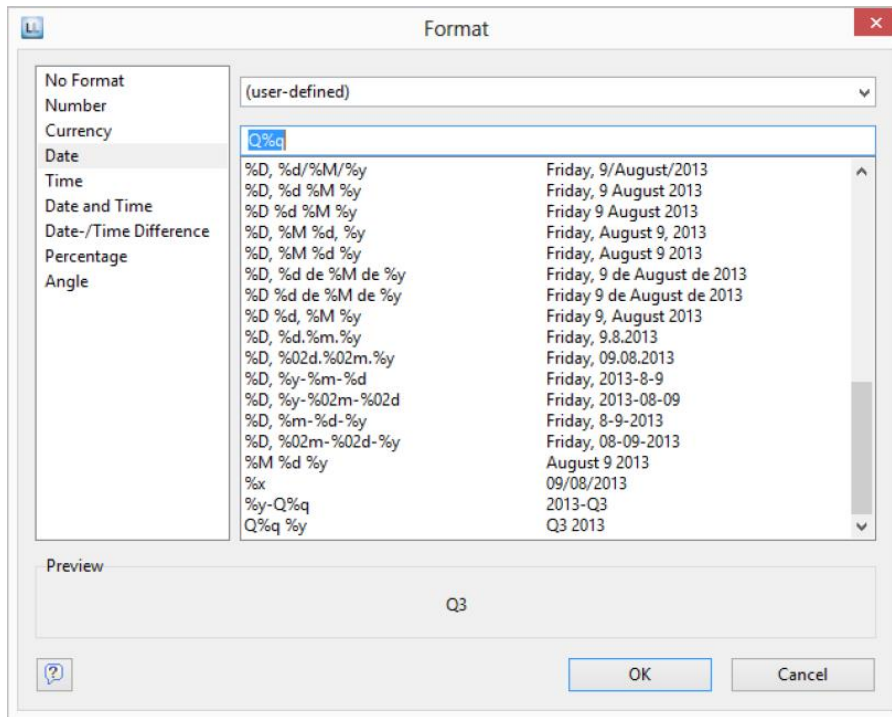 LL Format
No Format
Number
Currency
Date
Time
Date and Time
Date-/Time Difference
Percentage
Angle
(user-defined)
Q%q
%D, %d/%M/%y Friday, 9/August/2013
%D, %d %M %y Friday, 9 August 2013
%D %d %M %y Friday 9 August 2013
%D, %M %d, %y Friday, August 9, 2013
%D, %M %d %y Friday, August 9 2013
%D, %d de %M de %y Friday, 9 de August de 2013
%D %d de %M de %y Friday 9 de August de 2013
%D %d, %M %y Friday 9, August 2013
%D, %d.%m.%y Friday, 9.8.2013
%D, %02d.%02m.%y Friday, 09.08.2013
%D, %y-%m-%d Friday, 2013-8-9
%D, %y-%02m-%02d Friday, 2013-08-09
%D, %m-%d-%y Friday, 8-9-2013
%D, %02m-%02d-%y Friday, 08-09-2013
%M %d %y August 9 2013
%x 09/08/2013
%y-Q%q 2013-Q3
Q%q %y Q3 2013
Preview
Q3
? OK Cancel